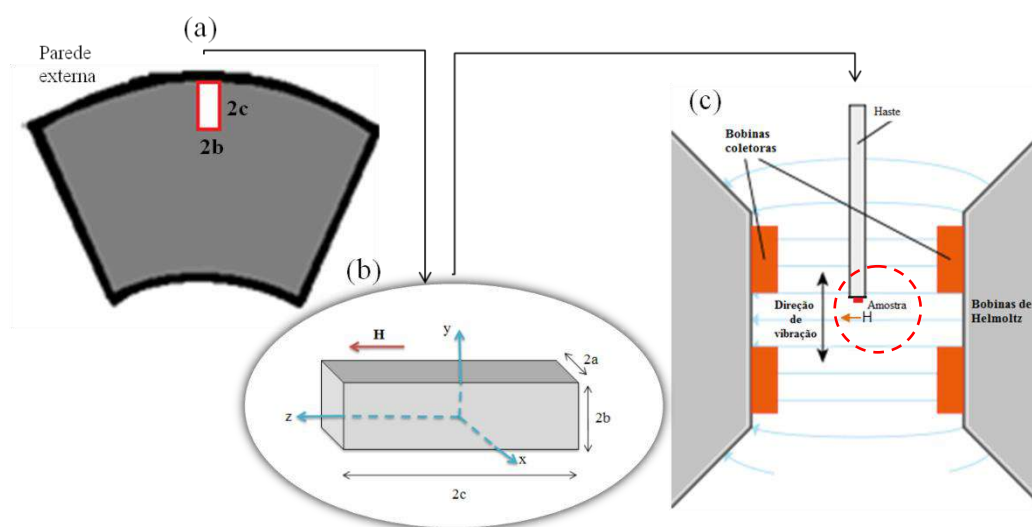 (a)
Parede
externa
2c
2b
(b)
H
y
2a
z
2b
x
2c
(c)
Haste
Bobinas
coletoras
Direção
de
vibração
Amostra
H
Bobinas de
Helmoltz